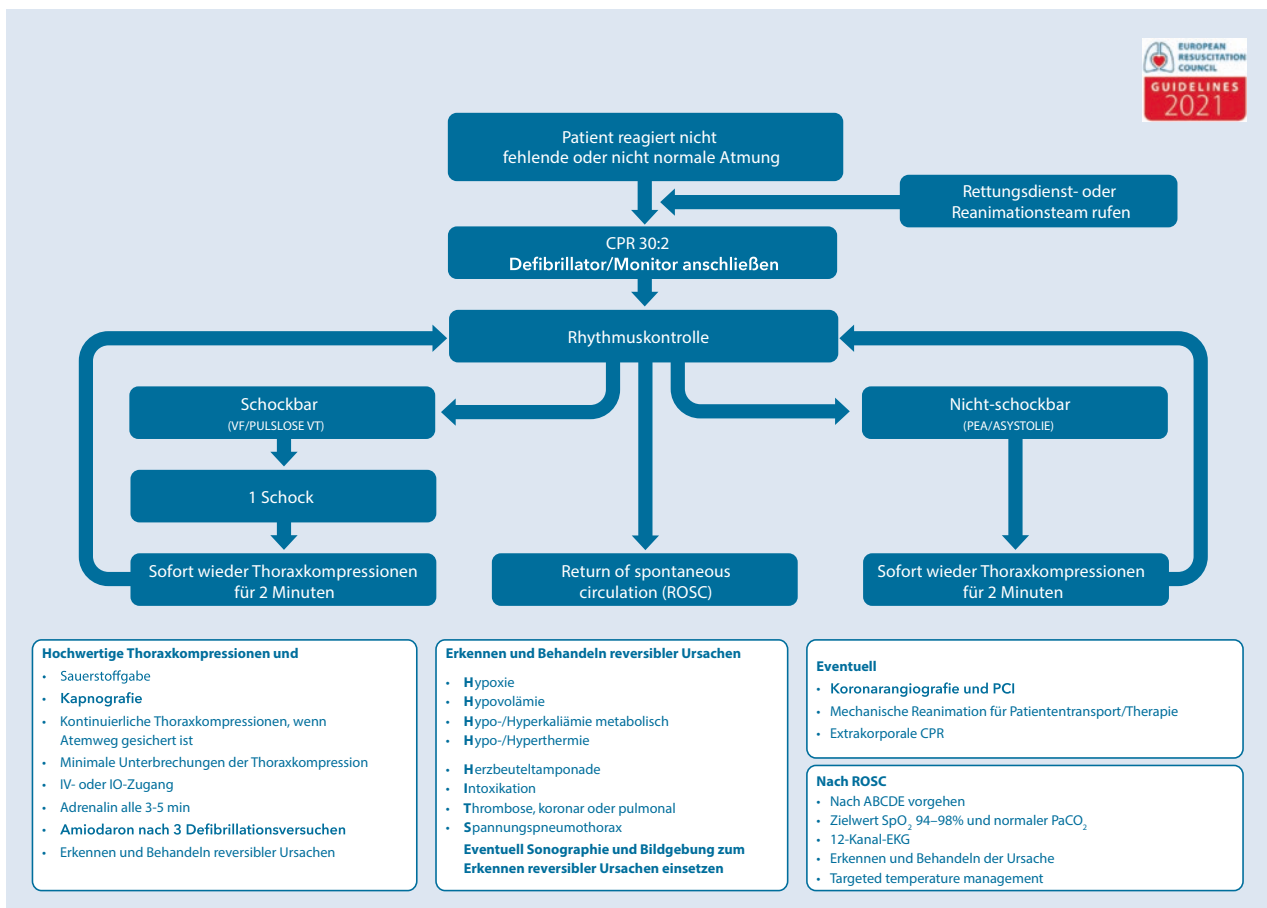 EUROPEAN
RESUSCITATION
COUNCIL
GUIDELINES
2021
Patient reagiert nicht
fehlende oder nicht normale Atmung
Rettungsdienst- oder
Reanimationsteam rufen
CPR 30:2
Defibrillator/Monitor anschließen
Rhythmuskontrolle
Schockbar
(VF/PULSLOSE VT)
Nicht-schockbar
(PEA/ASYSTOLIE)
1 Schock
Sofort wieder Thoraxkompressionen
für 2 Minuten
Return of spontaneous
circulation (ROSC)
Sofort wieder Thoraxkompressionen
für 2 Minuten
Hochwertige Thoraxkompressionen und
• Sauerstoffgabe
• Kapnografie
• Kontinuierliche Thoraxkompressionen, wenn
Atemweg gesichert ist
• Minimale Unterbrechungen der Thoraxkompression
• IV- oder IO-Zugang
• Adrenalin alle 3-5 min
• Amiodaron nach 3 Defibrillationsversuchen
• Erkennen und Behandeln reversibler Ursachen
Erkennen und Behandeln reversibler Ursachen
• Hypoxie
• Hypovolämie
• Hypo-/Hyperkaliämie metabolisch
• Hypo-/Hyperthermie
• Herzbeuteltamponade
• Intoxikation
• Thrombose, koronar oder pulmonal
• Spannungspneumothorax
Eventuell Sonographie und Bildgebung zum
Erkennen reversibler Ursachen einsetzen
Eventuell
• Koronarangiografie und PCI
• Mechanische Reanimation für Patiententransport/Therapie
• Extrakorporale CPR
Nach ROSC
• Nach ABCDE vorgehen
• Zielwert SpO₂ 94–98% und normaler PaCO₂
• 12-Kanal-EKG
• Erkennen und Behandeln der Ursache
• Targeted temperature management